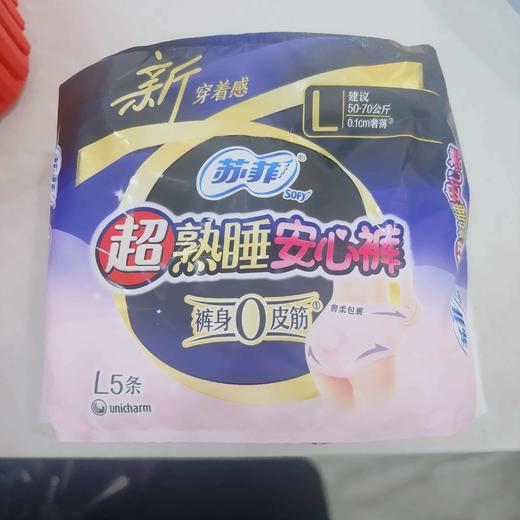 新穿着感
L
建议
50-70公斤
0.1cm奢薄③
苏菲®
SOFY
超熟睡安心裤
裤身0皮筋①
奢柔包裹
L5条
unicharm